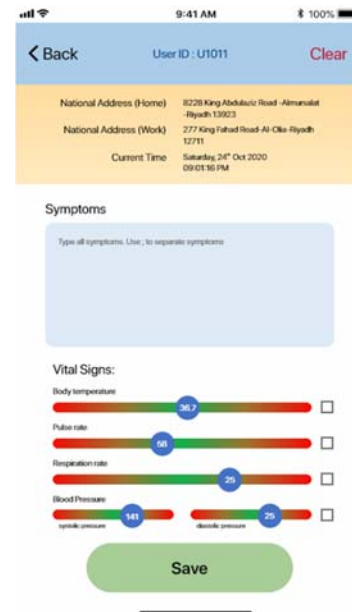 9:41 AM
100%
Back
User ID : U1011
Clear
National Address (Home)
8228 King Abdulaziz Road -Almursalat
-Riyadh 13923
National Address (Work)
277 King Fahad Road-Al-Olia-Riyadh
12711
Current Time
Saturday, 24th Oct 2020
09:01:16 PM
Symptoms
Type all symptoms. Use ; to separate symptoms
Vital Signs:
Body temperature
36.7
Pulse rate
68
Respiration rate
25
Blood Pressure
141
25
systolic pressure
diastolic pressure
Save